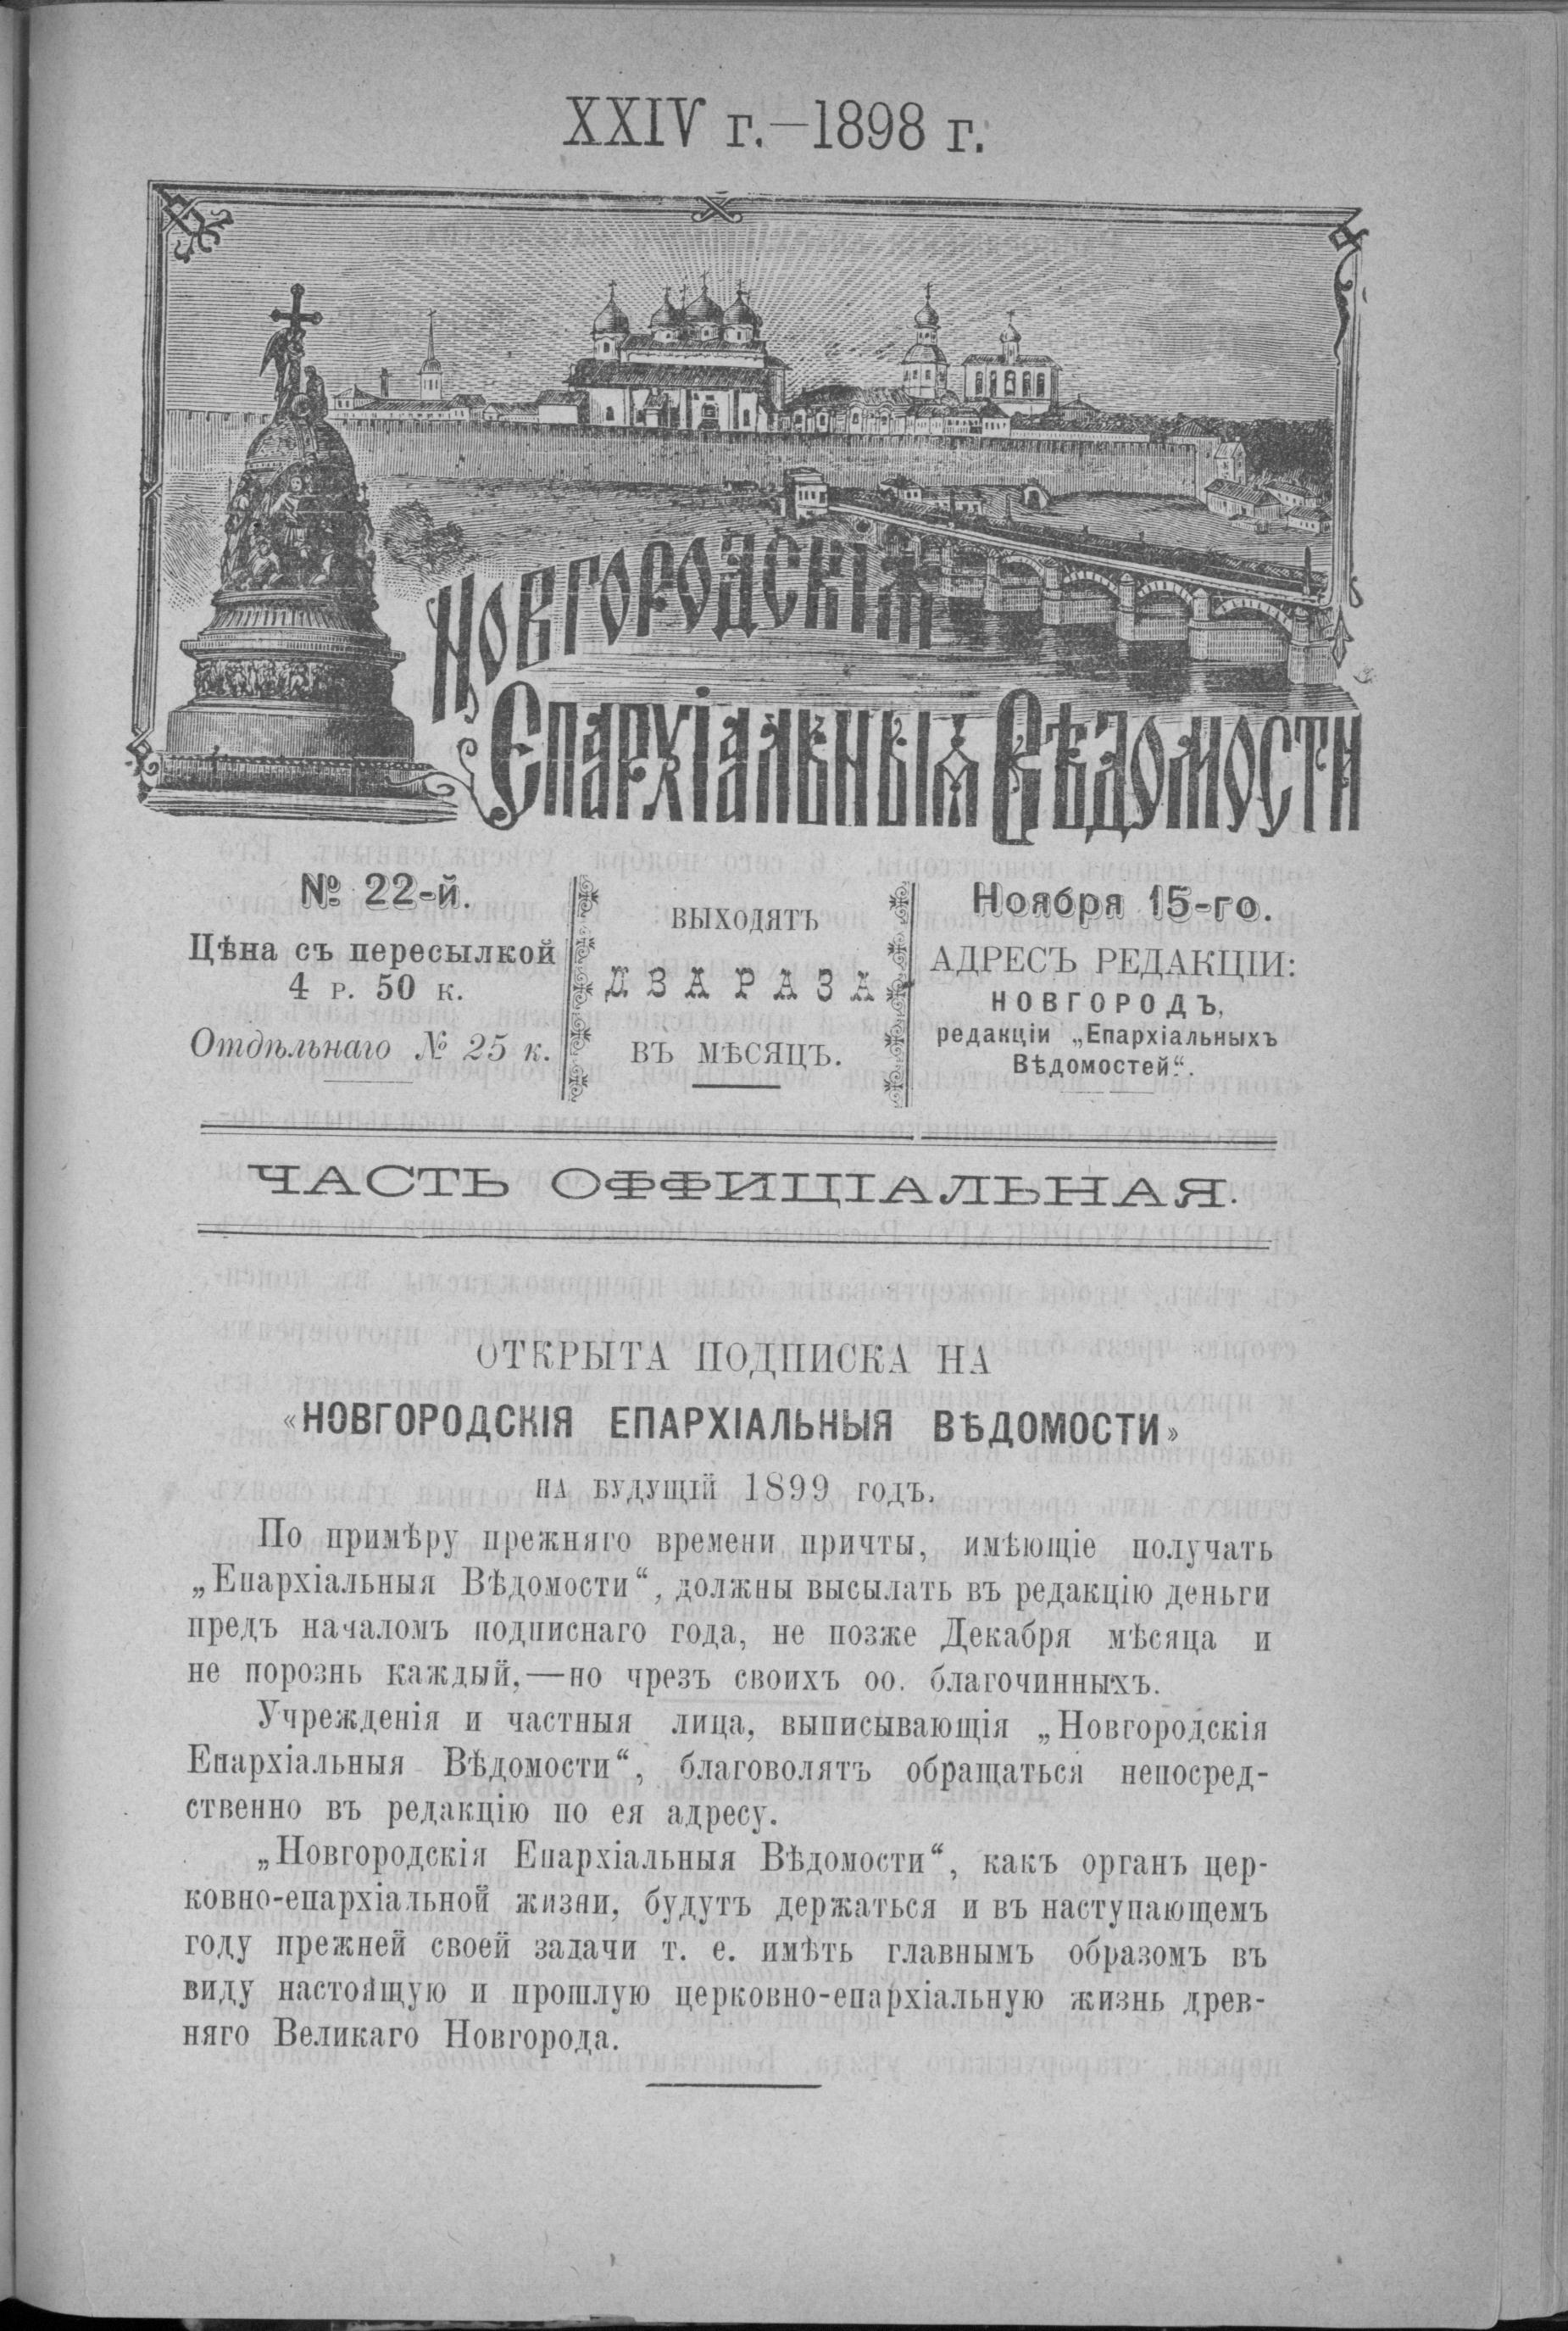 XXIV г.—1898 г.
НОВГОРОДСКІЯ
ЕПАРХІАЛЬНЫЯ ВѢДОМОСТИ
№ 22-й.
Цѣна съ пересылкой
4 р. 50 к.
Отдѣльнаго № 25 к.
ВЫХОДЯТЪ
ДВА РАЗА
ВЪ МѢСЯЦЪ.
Ноября 15-го.
АДРЕСЪ РЕДАКЦІИ:
НОВГОРОДЪ,
редакціи „Епархіальныхъ
Вѣдомостей“.
ЧАСТЬ ОФФИЦІАЛЬНАЯ.
ОТКРЫТА ПОДПИСКА НА
«НОВГОРОДСКІЯ ЕПАРХІАЛЬНЫЯ ВѢДОМОСТИ»
НА БУДУЩІЙ 1899 ГОДЪ.
По примѣру прежняго времени причты, имѣющіе получать
„Епархіальныя Вѣдомости“, должны высылать въ редакцію деньги
предъ началомъ подписнаго года, не позже Декабря мѣсяца и
не порознь каждый,—но чрезъ своихъ оо. благочинныхъ.
Учрежденія и частныя лица, выписывающія „Новгородскія
Епархіальныя Вѣдомости“, благоволятъ обращаться непосред-
ственно въ редакцію по ея адресу.
„Новгородскія Епархіальныя Вѣдомости“, какъ органъ цер-
ковно-епархіальной жизни, будутъ держаться и въ наступающемъ
году прежней своей задачи т. е. имѣть главнымъ образомъ въ
виду настоящую и прошлую церковно-епархіальную жизнь древ-
няго Великаго Новгорода.